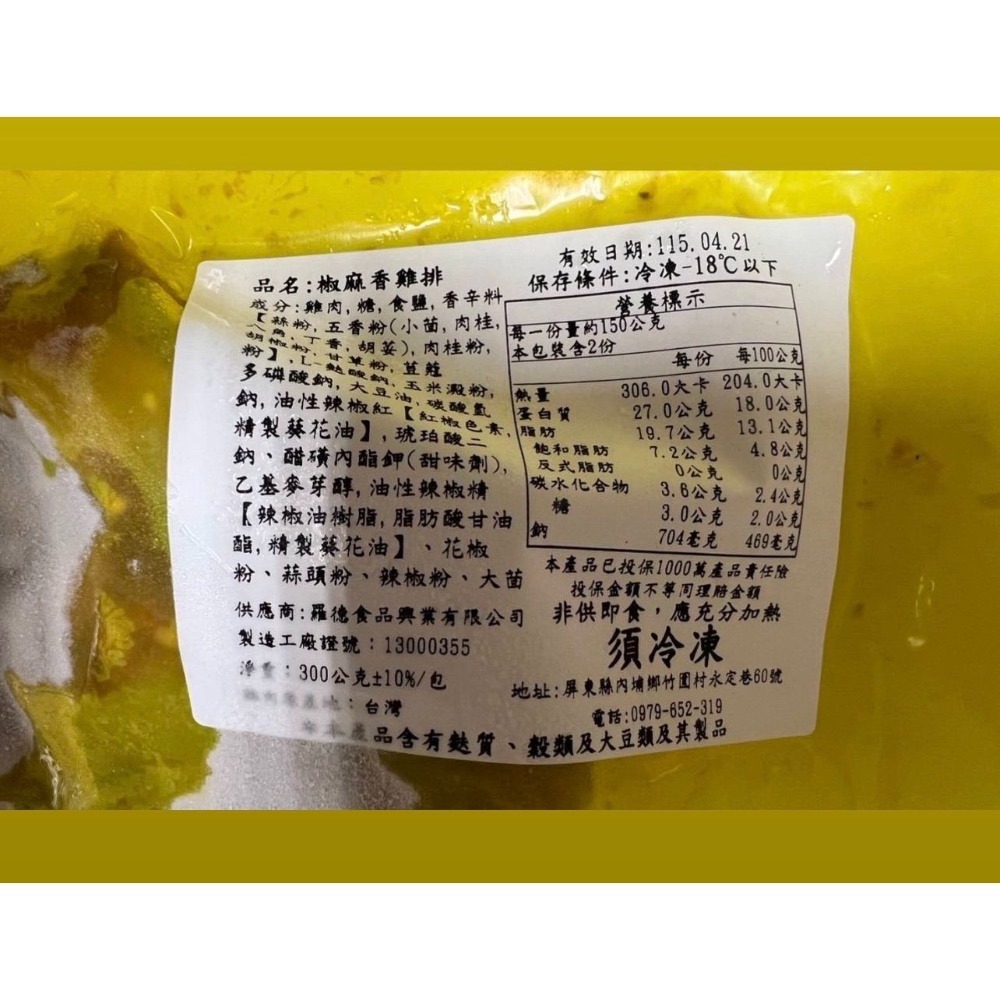 品名:椒麻香雞排
成分:雞肉, 糖, 食鹽, 香辛料
【蒜粉, 五香粉(小茴, 肉桂,
八角, 丁香, 胡荽), 肉桂粉,
胡椒粉, 甘草粉, 薑
粉】, L-麩酸鈉, 玉米澱粉,
多磷酸鈉, 大豆油, 碳酸氫
鈉, 油性辣椒紅【紅椒色素,
精製葵花油】, 琥珀酸二
鈉、醋磺內酯鉀(甜味劑),
乙基麥芽醇, 油性辣椒精
【辣椒油樹脂, 脂肪酸甘油
酯, 精製葵花油】、花椒
粉、蒜頭粉、辣椒粉、大茴
供應商:羅德食品興業有限公司
製造工廠證號:13000355
淨重:300公克±10%/包
:台灣
本產品含有麩質、穀類及大豆類及其製品
有效日期:115.04.21
保存條件:冷凍-18℃以下
營養標示
每一份量約150公克
本包裝含2份
每份 每100公克
熱量 306.0大卡 204.0大卡
蛋白質 27.0公克 18.0公克
脂肪 19.7公克 13.1公克
飽和脂肪 7.2公克 4.8公克
反式脂肪 0公克 0公克
碳水化合物 3.6公克 2.4公克
糖 3.0公克 2.0公克
鈉 704毫克 469毫克
本產品已投保1000萬產品責任險
投保金額不等同理賠金額
非供即食,應充分加熱
須冷凍
地址:屏東縣內埔鄉竹圍村永定巷60號
電話:0979-652-319